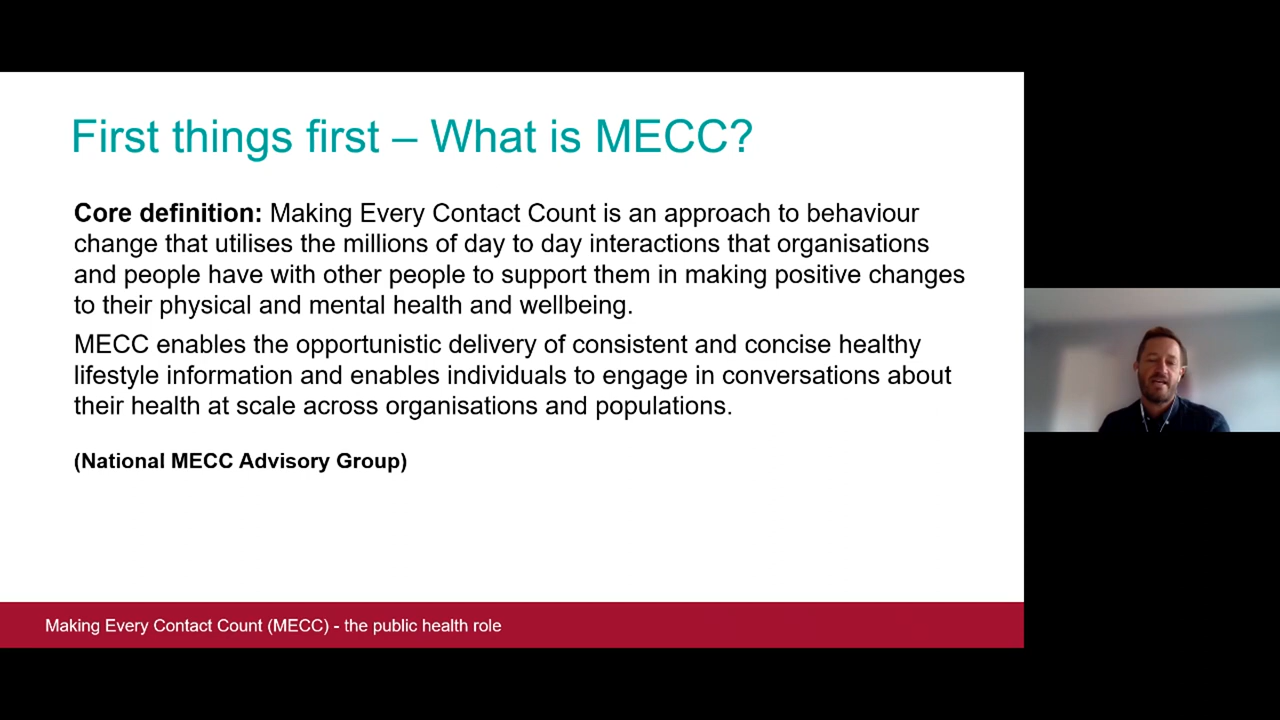 First things first – What is MECC?
Core definition: Making Every Contact Count is an approach to behaviour
change that utilises the millions of day to day interactions that organisations
and people have with other people to support them in making positive changes
to their physical and mental health and wellbeing.
MECC enables the opportunistic delivery of consistent and concise healthy
lifestyle information and enables individuals to engage in conversations about
their health at scale across organisations and populations.
(National MECC Advisory Group)
Making Every Contact Count (MECC) - the public health role